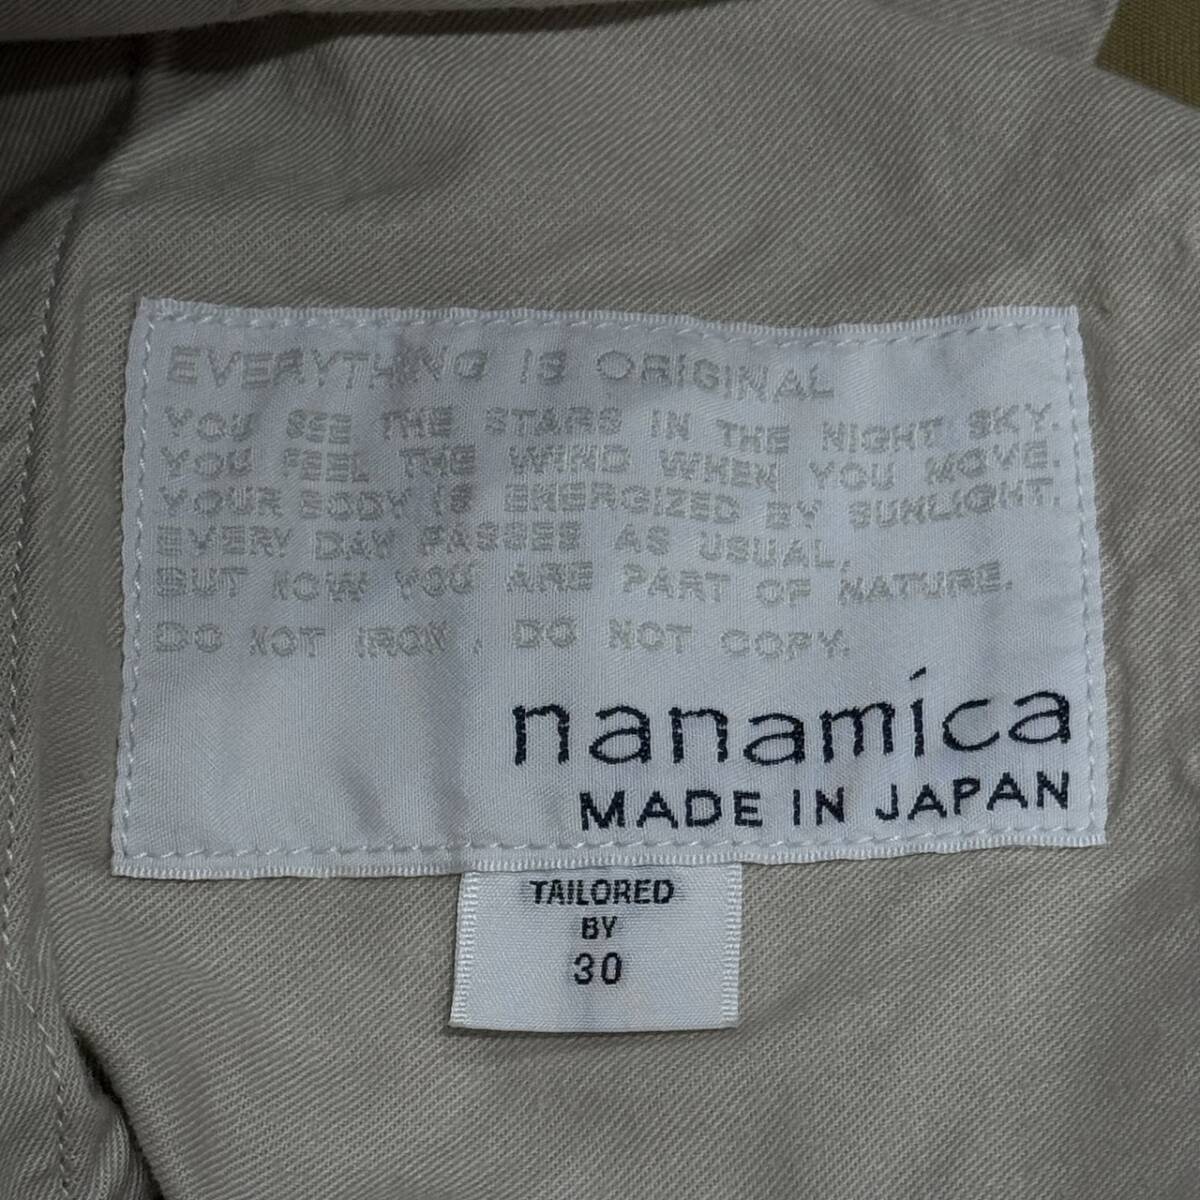 EVERYTHING IS ORIGINAL
YOU SEE THE STARS IN THE NIGHT SKY.
YOU FEEL THE WIND WHEN YOU MOVE.
YOUR BODY IS ENERGIZED BY SUNLIGHT.
EVERY DAY PASSES AS USUAL,
BUT NOW YOU ARE PART OF NATURE.
DO NOT IRON, DO NOT COPY.
nanamica
MADE IN JAPAN
TAILORED
BY
30